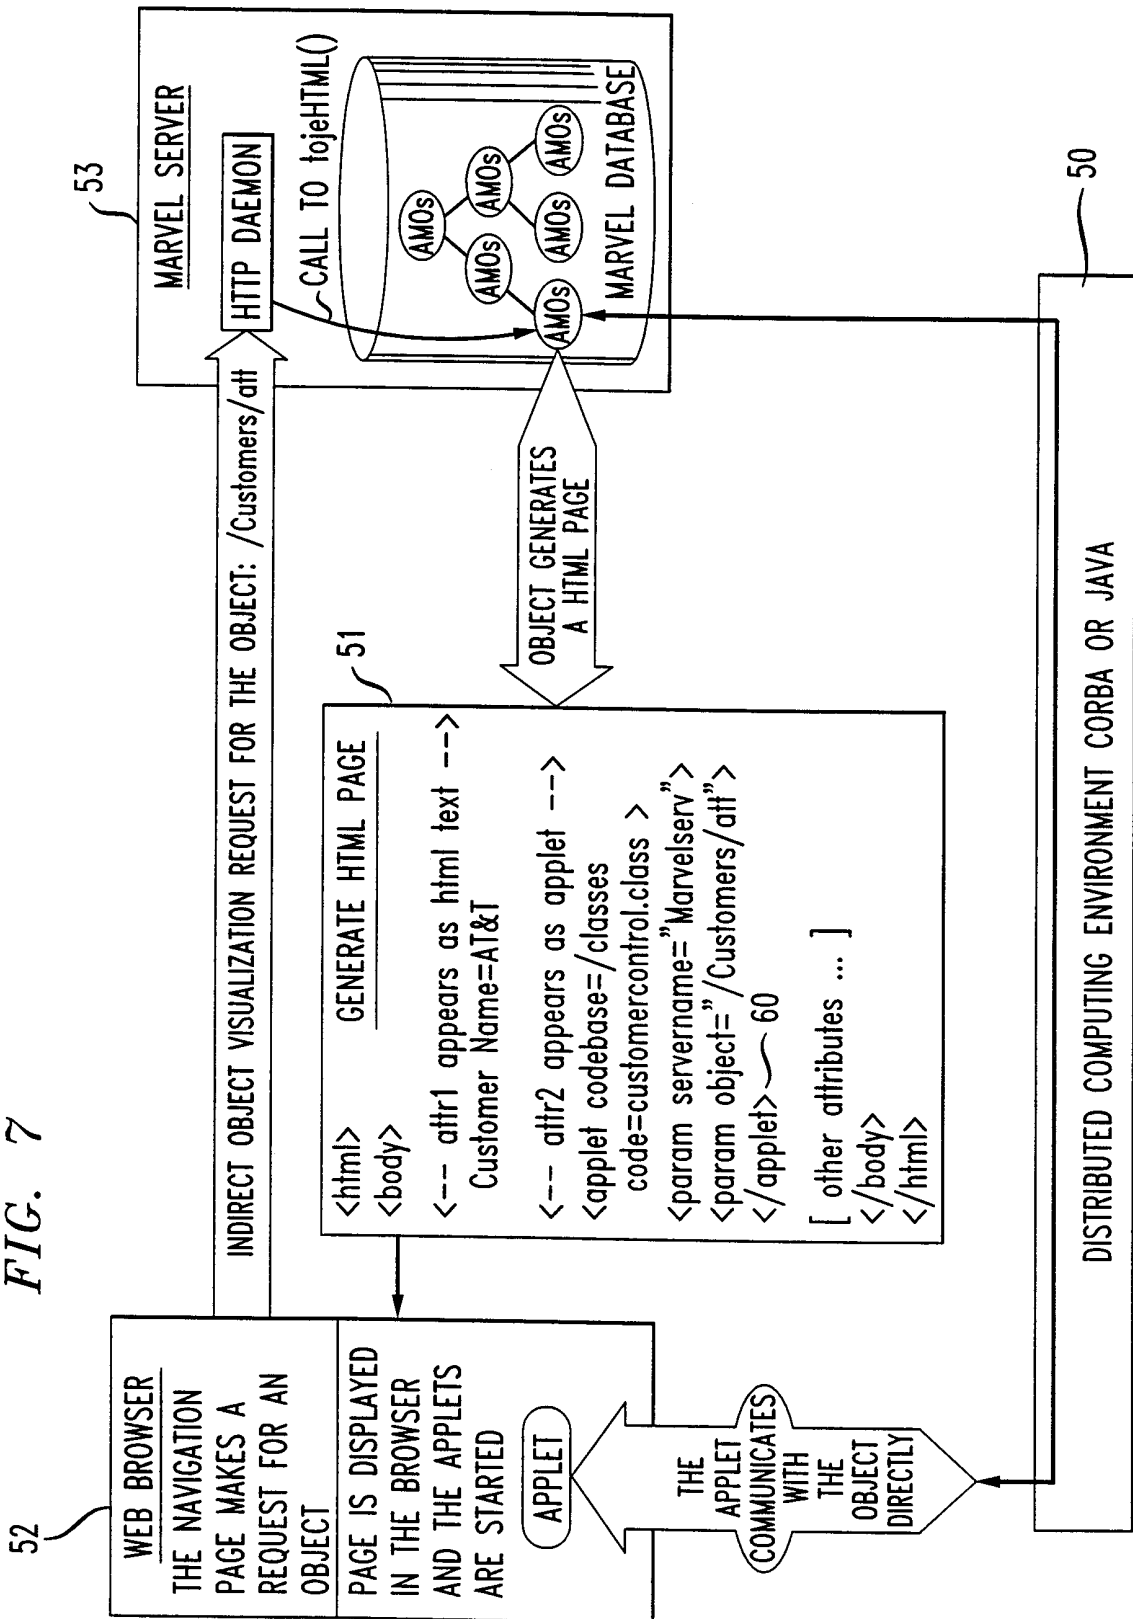 FIG. 7
52
WEB BROWSER
THE NAVIGATION
PAGE MAKES A
REQUEST FOR AN
OBJECT
PAGE IS DISPLAYED
IN THE BROWSER
AND THE APPLETS
ARE STARTED
APPLET
THE
APPLET
COMMUNICATES
WITH
THE
OBJECT
DIRECTLY
INDIRECT OBJECT VISUALIZATION REQUEST FOR THE OBJECT: /Customers/att
51
GENERATE HTML PAGE
<html>
<body>
<-- attr1 appears as html text -->
Customer Name=AT&T
<-- attr2 appears as applet -->
<applet codebase=/classes
code=customercontrol.class >
<param servername="Marvelserv">
<param object="/Customers/att">
</applet> 60
[ other attributes ... ]
</body>
</html>
OBJECT GENERATES
A HTML PAGE
53
MARVEL SERVER
HTTP DAEMON
CALL TO tojeHTML()
AMOs
AMOs
AMOs
AMOs
AMOs
AMOs
MARVEL DATABASE
50
DISTRIBUTED COMPUTING ENVIRONMENT CORBA OR JAVA